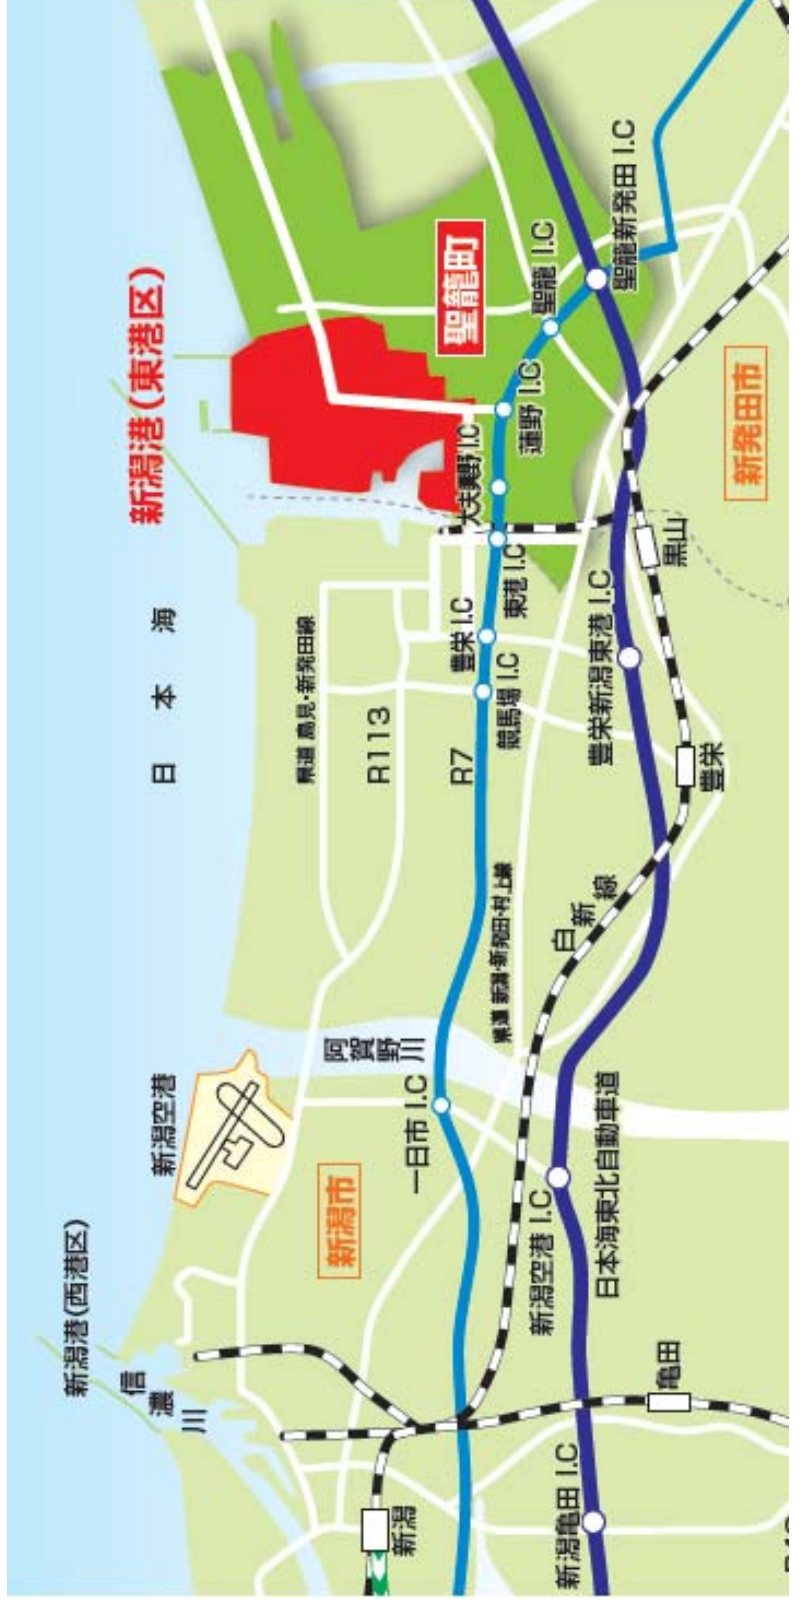 新潟港(西港区)
信濃川
新潟空港
日本海
新潟港(東港区)
新潟
新潟市
阿賀野川
県道 島見・新発田線
R113
R7
聖籠町
一日市 I.C
競馬場 I.C
豊栄 I.C
東港 I.C
蓮野 I.C
聖籠 I.C
県道 新潟・新発田・村上線
白新線
新潟亀田 I.C
新潟空港 I.C
日本海東北自動車道
豊栄新潟東港 I.C
聖籠新発田 I.C
亀田
豊栄
黒山
新発田市